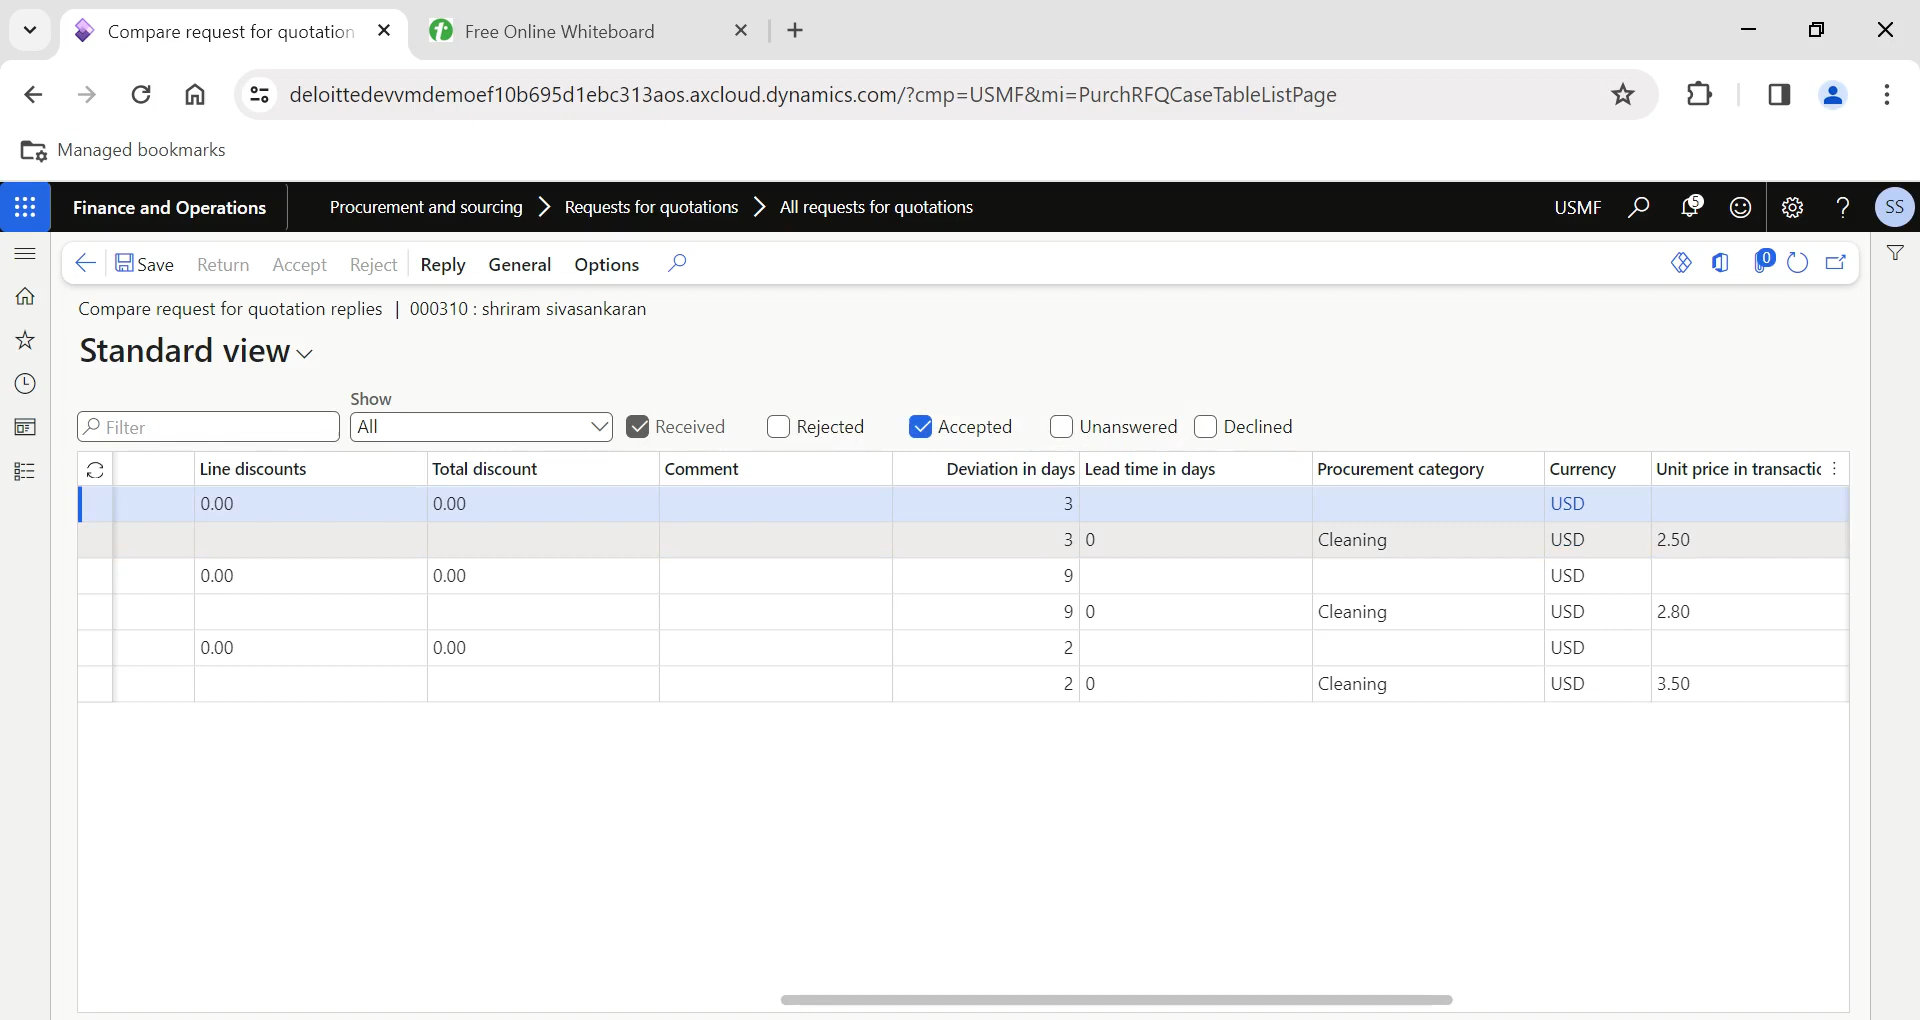 Compare request for quotation
Free Online Whiteboard
deloittedevvmdemoef10b695d1ebc313aos.axcloud.dynamics.com/?cmp=USMF&mi=PurchRFQCaseTableListPage
Managed bookmarks
Finance and Operations
Procurement and sourcing
Requests for quotations
All requests for quotations
USMF
5
?
SS
Save
Return
Accept
Reject
Reply
General
Options
0
Compare request for quotation replies | 000310 : shriram sivasankaran
Standard view
Show
Filter
All
Received
Rejected
Accepted
Unanswered
Declined
Line discounts Total discount Comment Deviation in days Lead time in days Procurement category Currency Unit price in transactic
0.00 0.00 3 USD
3 0 Cleaning USD 2.50
0.00 0.00 9 USD
9 0 Cleaning USD 2.80
0.00 0.00 2 USD
2 0 Cleaning USD 3.50